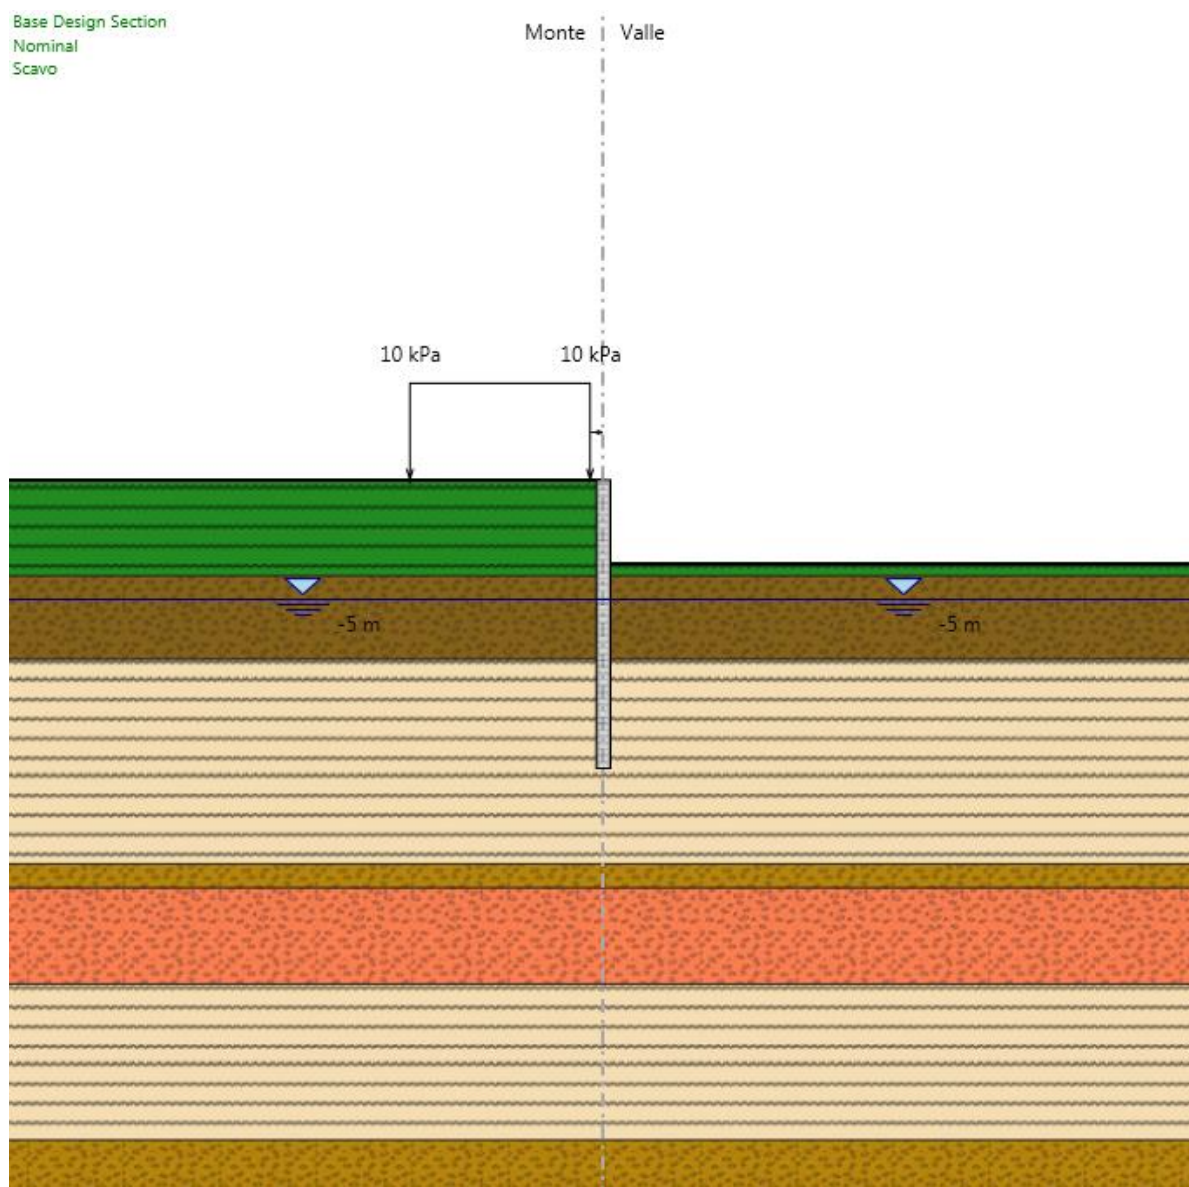 Base Design Section
Nominal
Scavo
Monte Valle
10 kPa 10 kPa
-5 m -5 m